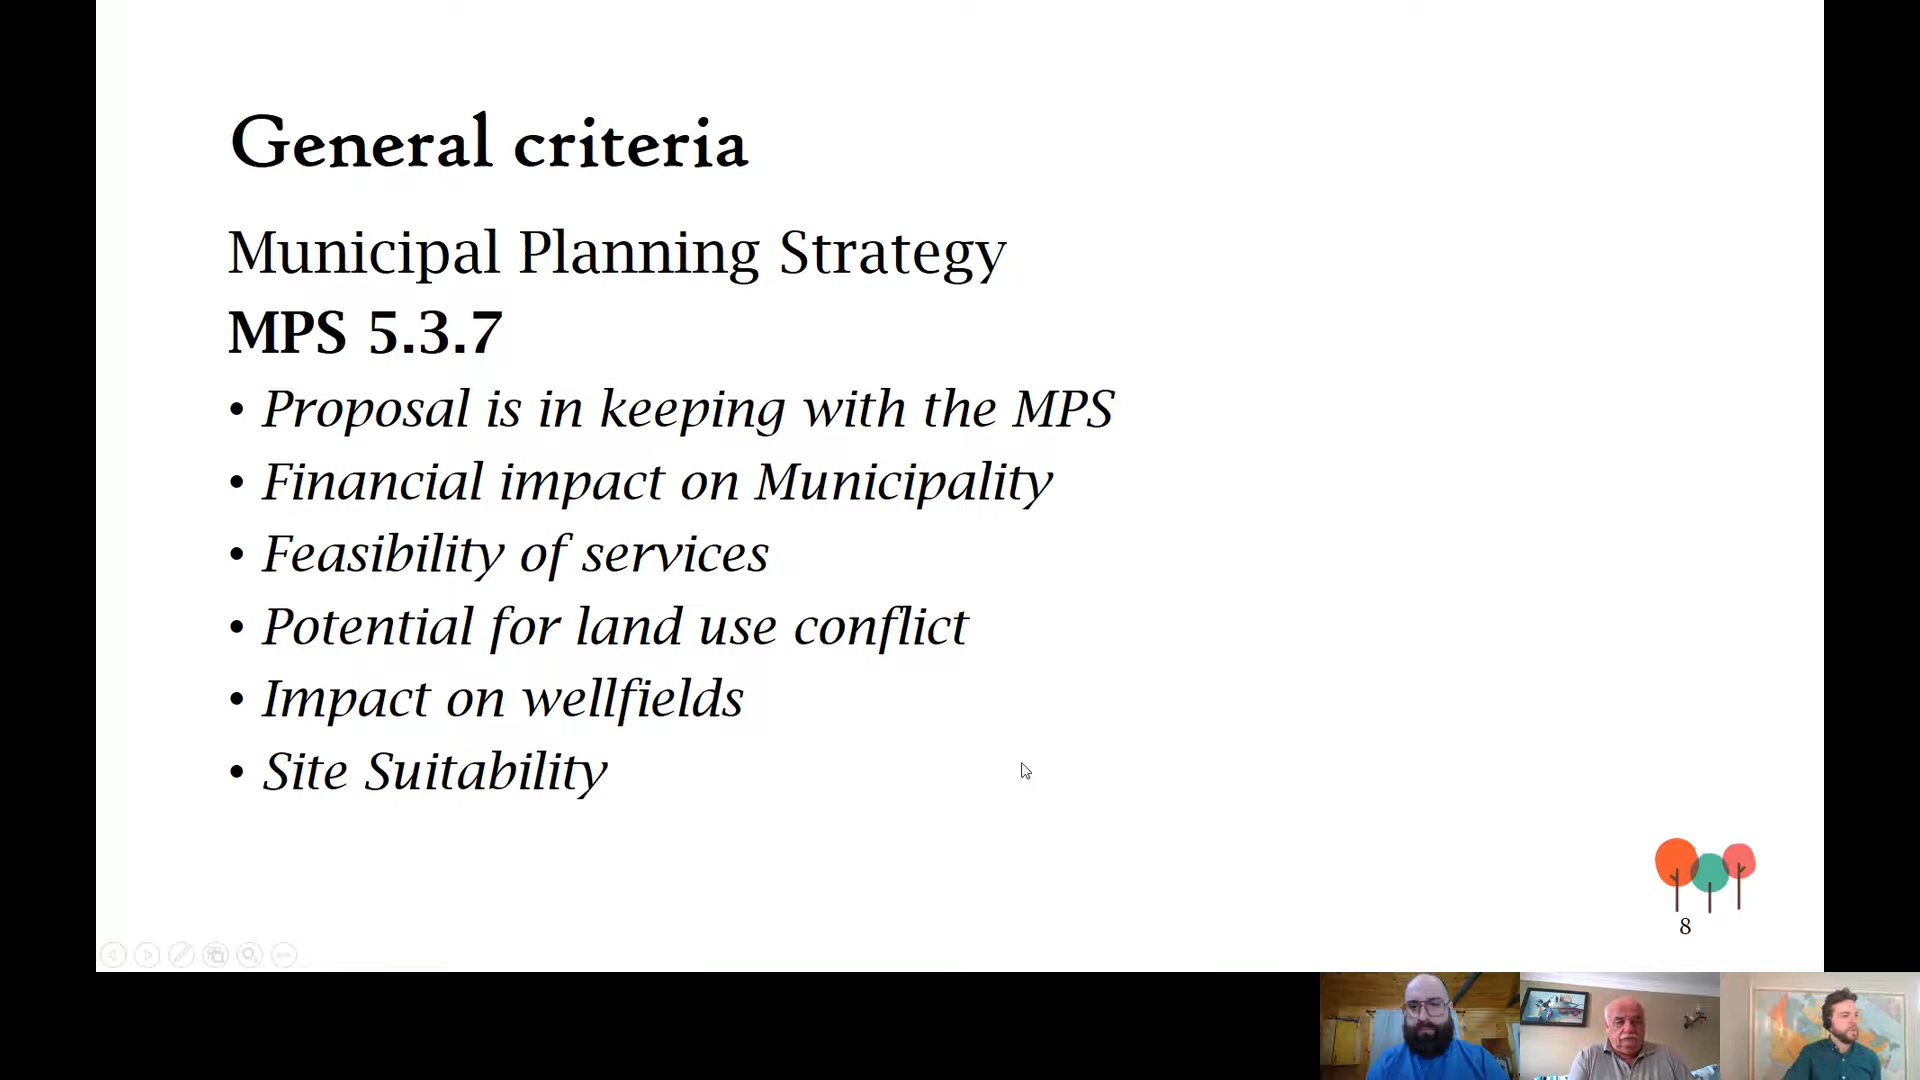 General criteria
Municipal Planning Strategy
MPS 5.3.7
• Proposal is in keeping with the MPS
• Financial impact on Municipality
• Feasibility of services
• Potential for land use conflict
• Impact on wellfields
• Site Suitability
8